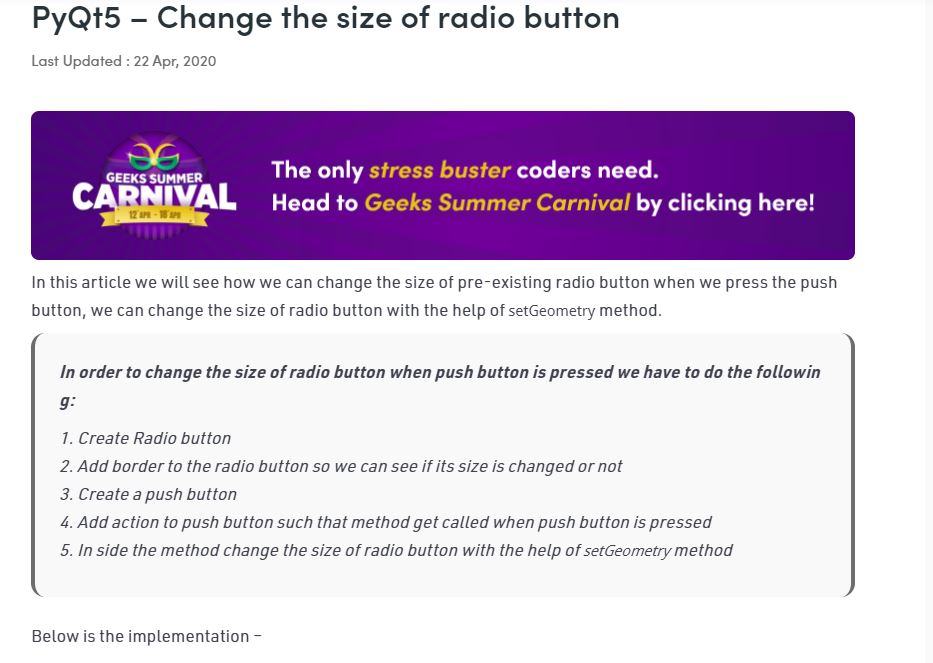 PyQt5 – Change the size of radio button
Last Updated : 22 Apr, 2020
GEEKS SUMMER
CARNIVAL
12 APR - 18 APR
The only stress buster coders need.
Head to Geeks Summer Carnival by clicking here!
In this article we will see how we can change the size of pre-existing radio button when we press the push
button, we can change the size of radio button with the help of setGeometry method.
In order to change the size of radio button when push button is pressed we have to do the followin
g:
1. Create Radio button
2. Add border to the radio button so we can see if its size is changed or not
3. Create a push button
4. Add action to push button such that method get called when push button is pressed
5. In side the method change the size of radio button with the help of setGeometry method
Below is the implementation –